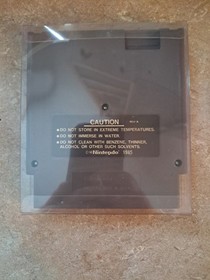 CAUTION
•DO NOT STORE IN EXTREME TEMPERATURES.
•DO NOT IMMERSE IN WATER.
•DO NOT CLEAN WITH BENZENE, THINNER,
ALCOHOL OR OTHER SUCH SOLVENTS.
©Nintendo 1985